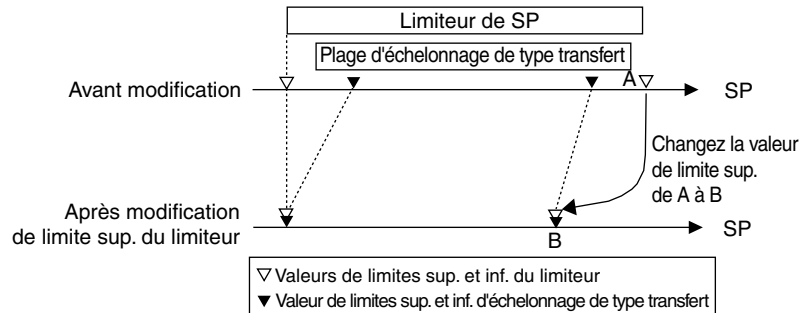 Limiteur de SP
Plage d'échelonnage de type transfert
A
Avant modification
SP
Changez la valeur
de limite sup.
de A à B
Après modification
de limite sup. du limiteur
SP
B
▽ Valeurs de limites sup. et inf. du limiteur
▼ Valeur de limites sup. et inf. d'échelonnage de type transfert